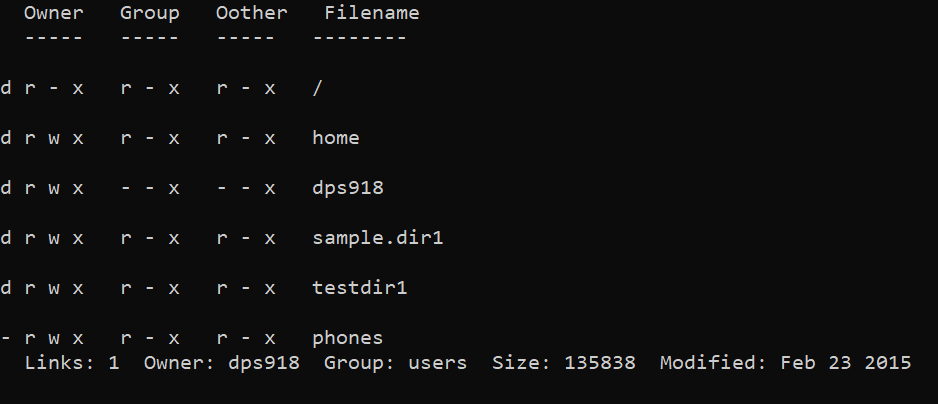 Owner Group Oother Filename
----- ----- ----- --------
d r - x r - x r - x /
d r w x r - x r - x home
d r w x - - x - - x dps918
d r w x r - x r - x sample.dir1
d r w x r - x r - x testdir1
- r w x r - x r - x phones
Links: 1 Owner: dps918 Group: users Size: 135838 Modified: Feb 23 2015